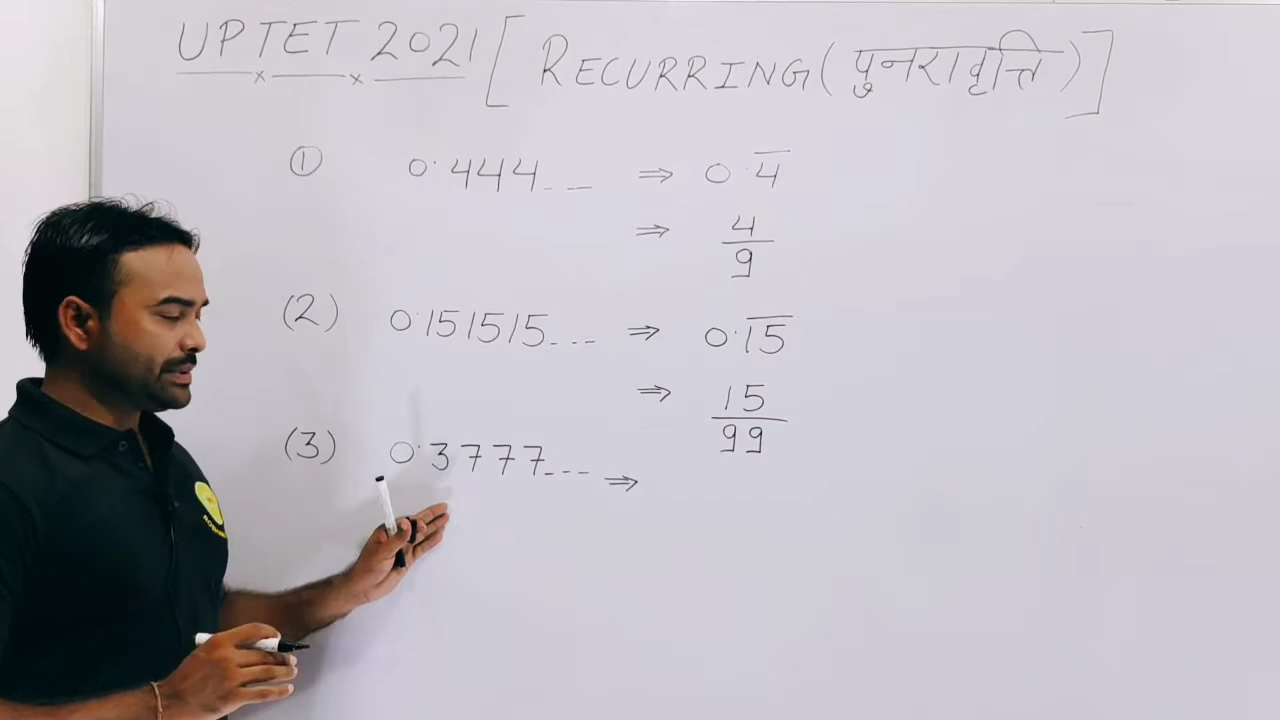 UPTET 2021 [ RECURRING (पुनरावृत्ति) ]
① 0.444... ⇒ 0.4̅
⇒ 4/9
(2) 0.151515... ⇒ 0.1̅5̅
⇒ 15/99
(3) 0.3777... ⇒